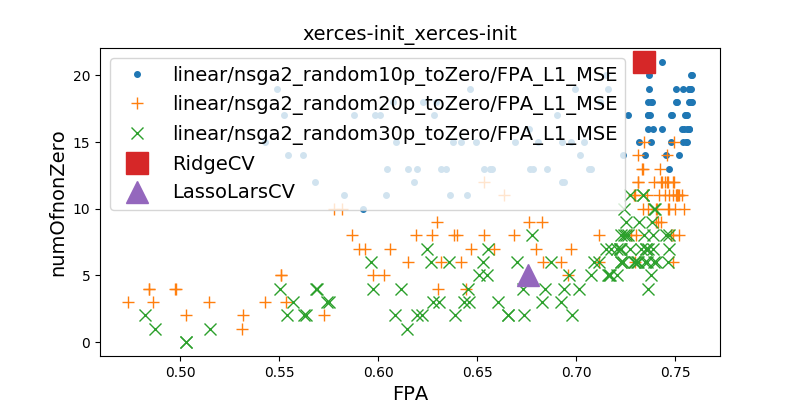 xerces-init_xerces-init
linear/nsga2_random10p_toZero/FPA_L1_MSE
linear/nsga2_random20p_toZero/FPA_L1_MSE
linear/nsga2_random30p_toZero/FPA_L1_MSE
RidgeCV
LassoLarsCV
numOfnonZero
20
15
10
5
0
0.50 0.55 0.60 0.65 0.70 0.75
FPA